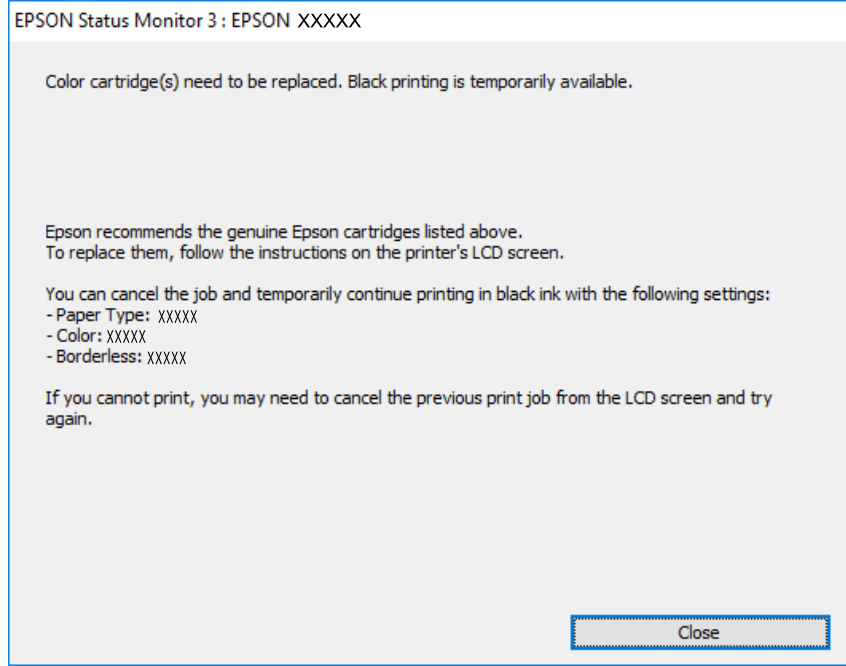 EPSON Status Monitor 3 : EPSON XXXXX
Color cartridge(s) need to be replaced. Black printing is temporarily available.
Epson recommends the genuine Epson cartridges listed above.
To replace them, follow the instructions on the printer's LCD screen.
You can cancel the job and temporarily continue printing in black ink with the following settings:
- Paper Type: XXXXX
- Color: XXXXX
- Borderless: XXXXX
If you cannot print, you may need to cancel the previous print job from the LCD screen and try
again.
Close